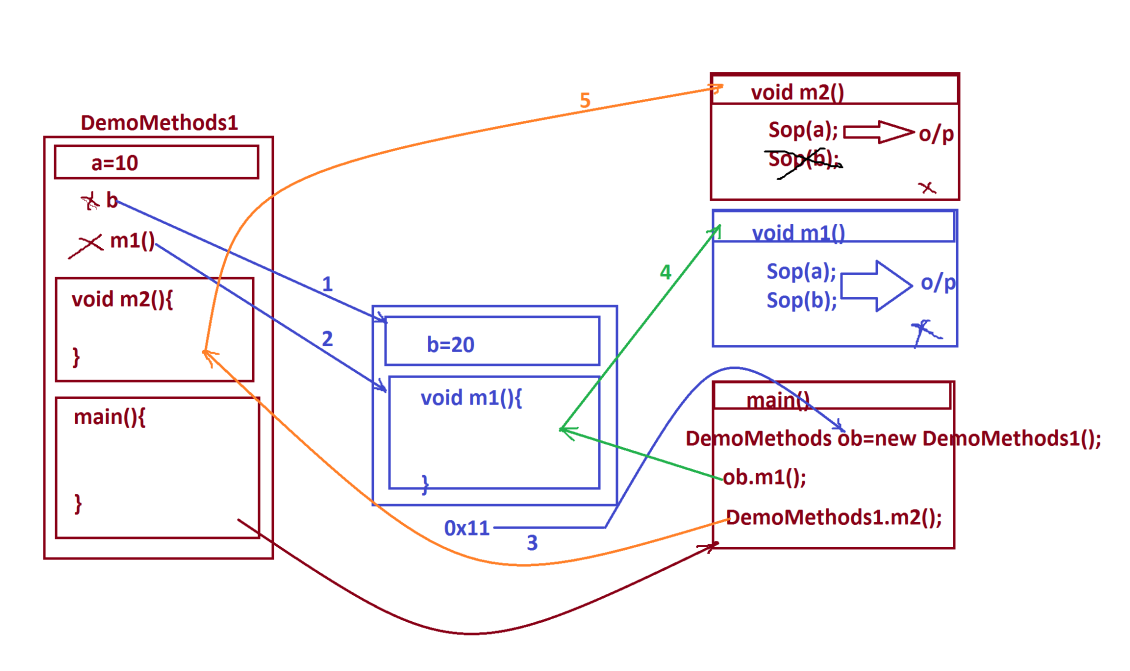 DemoMethods1
a=10
b
m1()
void m2(){
}
main(){
}
1
2
b=20
void m1(){
}
0x11
3
4
5
void m2()
Sop(a);
o/p
Sop(b);
void m1()
Sop(a);
o/p
Sop(b);
main()
DemoMethods ob=new DemoMethods1();
ob.m1();
DemoMethods1.m2();